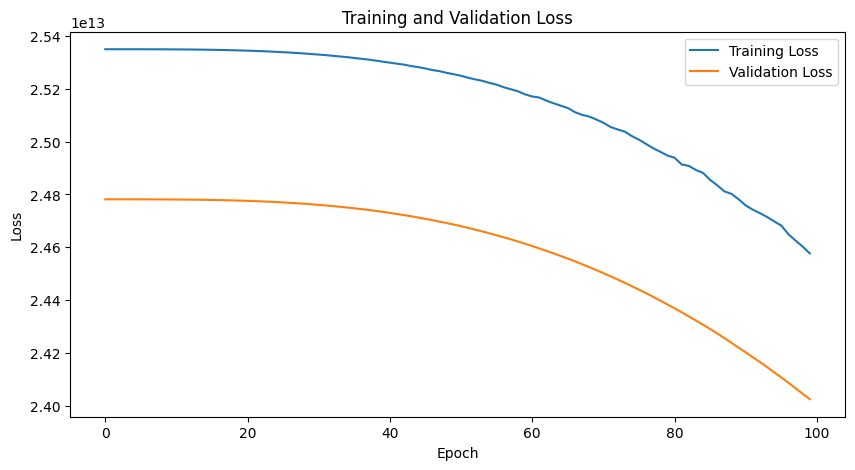 Training and Validation Loss
1e13
2.54
2.52
2.50
2.48
2.46
2.44
2.42
2.40
Loss
Training Loss
Validation Loss
0 20 40 60 80 100
Epoch